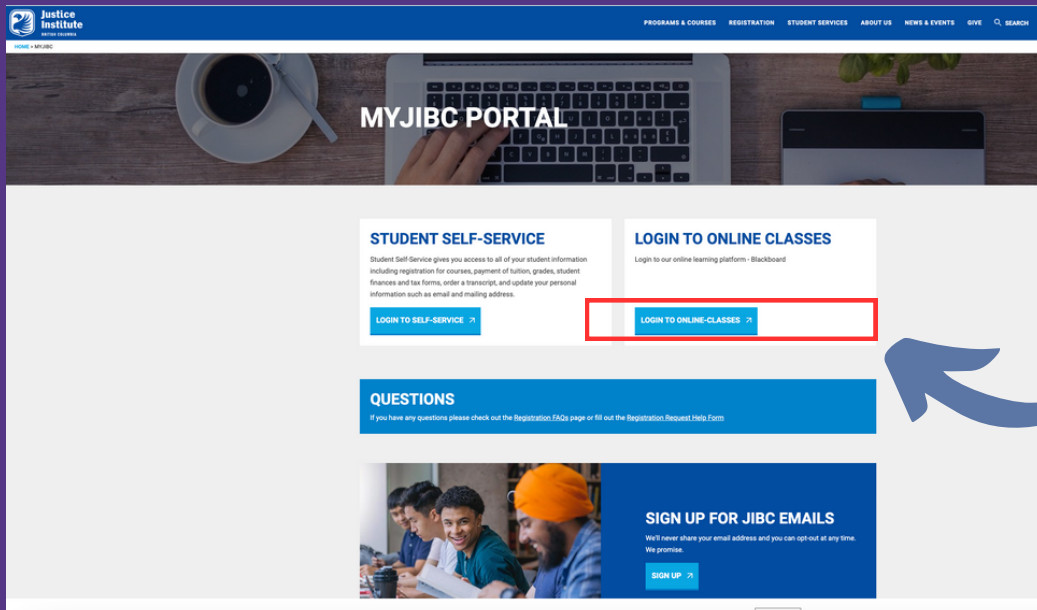 Justice
Institute
BRITISH COLUMBIA
PROGRAMS & COURSES REGISTRATION STUDENT SERVICES ABOUT US NEWS & EVENTS GIVE SEARCH
HOME » MYJIBC
MYJIBC PORTAL
STUDENT SELF-SERVICE
Student Self-Service gives you access to all of your student information
including registration for courses, payment of tuition, grades, student
finances and tax forms, order a transcript, and update your personal
information such as email and mailing address.
LOGIN TO SELF-SERVICE
LOGIN TO ONLINE CLASSES
Login to our online learning platform - Blackboard
LOGIN TO ONLINE-CLASSES
QUESTIONS
If you have any questions please check out the Registration FAQs page or fill out the Registration Request Help Form.
SIGN UP FOR JIBC EMAILS
We'll never share your email address and you can opt-out at any time.
We promise.
SIGN UP